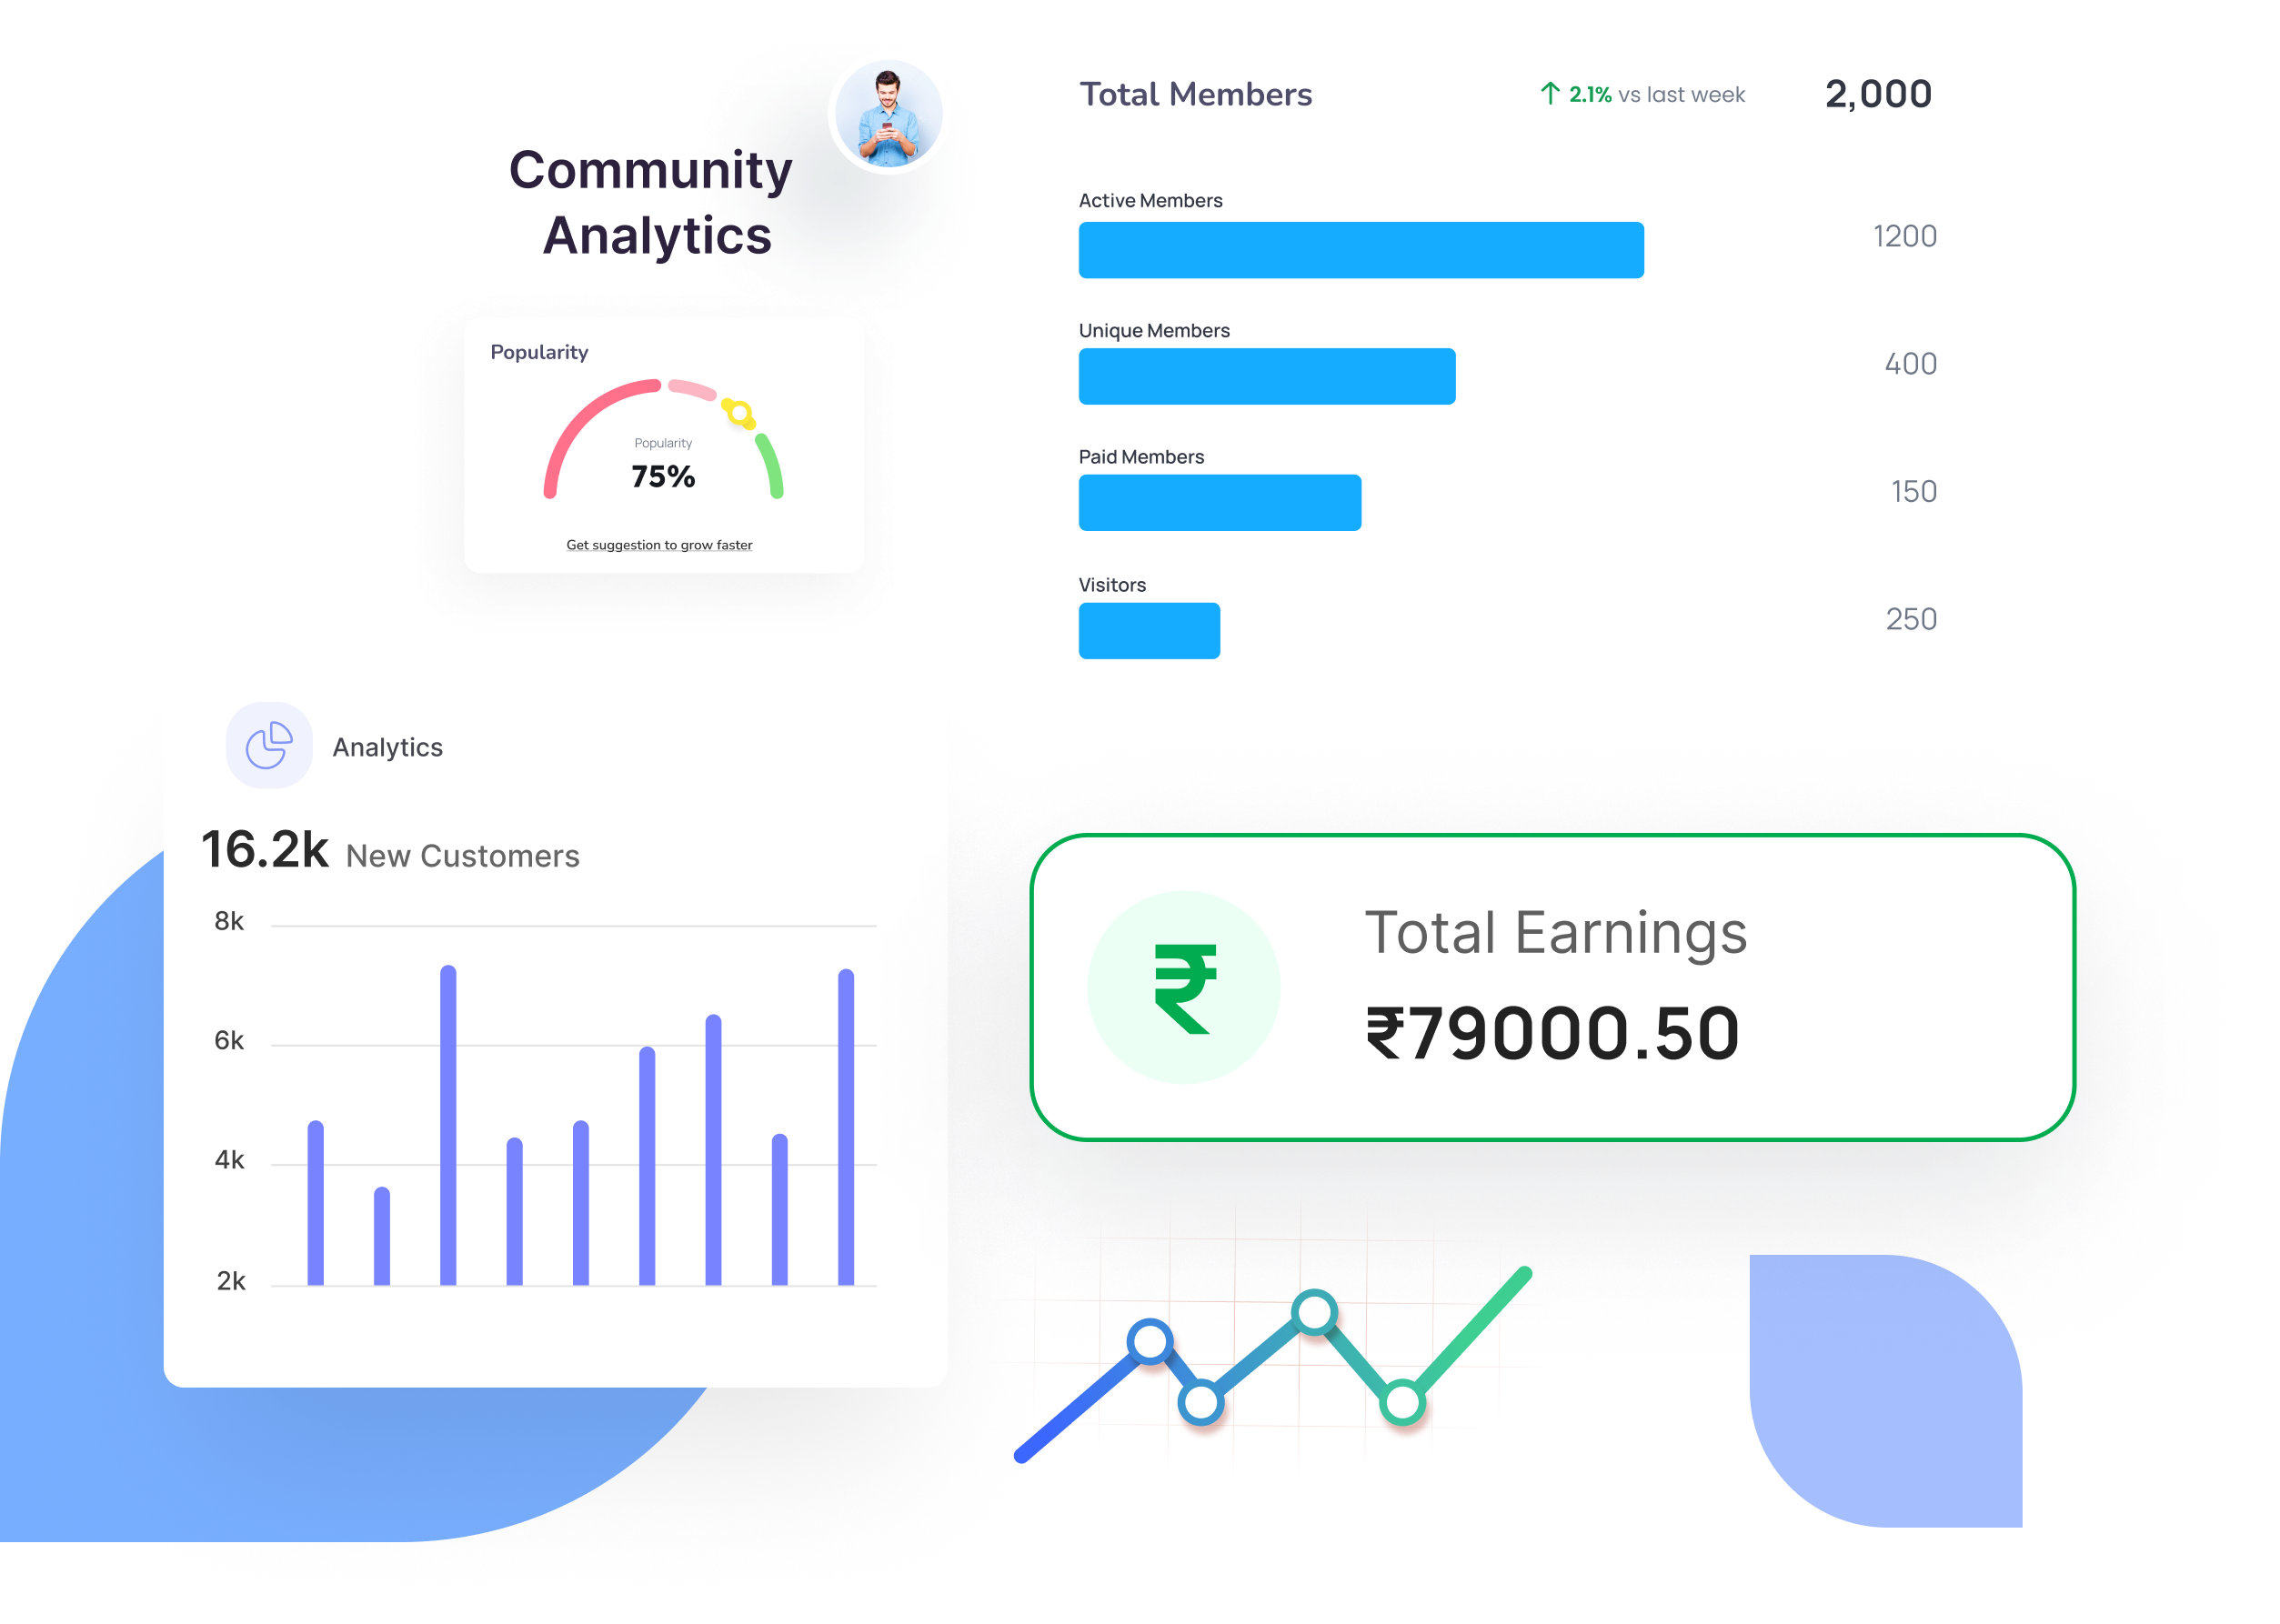 Community
Analytics
Popularity
Popularity
75%
Get suggestion to grow faster
Total Members ↑ 2.1% vs last week 2,000
Active Members
1200
Unique Members
400
Paid Members
150
Visitors
250
Analytics
16.2k New Customers
8k
6k
4k
2k
₹
Total Earnings
₹79000.50